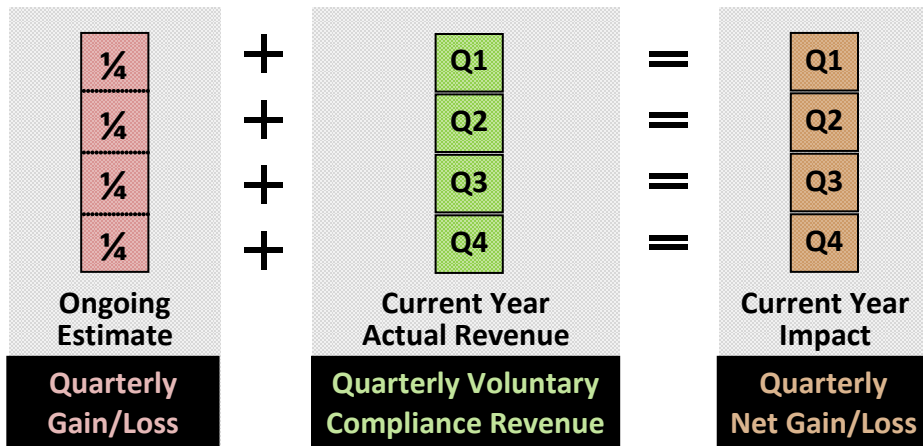 ¼ + Q1 = Q1
¼ + Q2 = Q2
¼ + Q3 = Q3
¼ + Q4 = Q4
Ongoing
Estimate
Current Year
Actual Revenue
Current Year
Impact
Quarterly
Gain/Loss
Quarterly Voluntary
Compliance Revenue
Quarterly
Net Gain/Loss